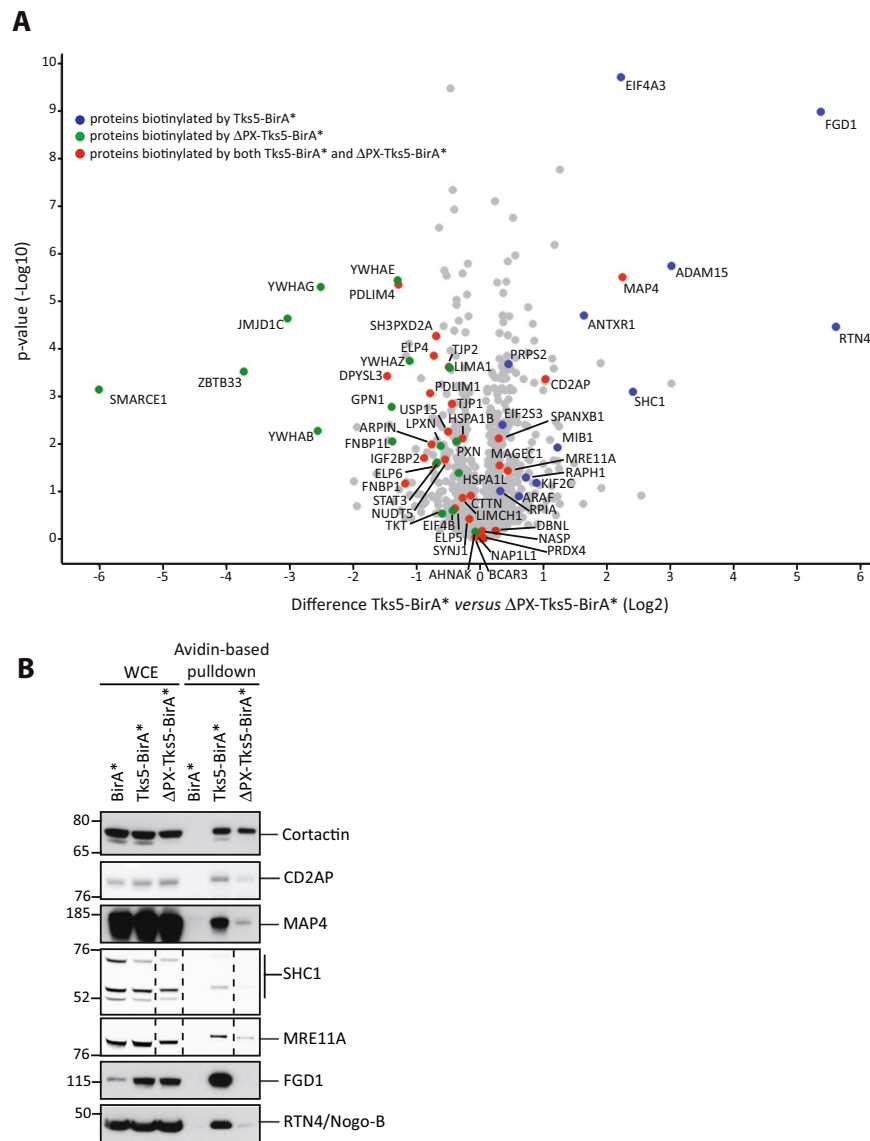 A
10
9
8
7
6
5
4
3
2
1
0
p-value (-Log10)
proteins biotinylated by Tks5-BirA*
proteins biotinylated by ΔPX-Tks5-BirA*
proteins biotinylated by both Tks5-BirA* and ΔPX-Tks5-BirA*
EIF4A3
FGD1
YWHAE
YWHAG
PDLIM4
ADAM15
MAP4
JMJD1C
SH3PXD2A
ANTXR1
RTN4
ELP4
TJP2
PRPS2
YWHAZ
LIMA1
ZBTB33
DPYSL3
CD2AP
SMARCE1
PDLIM1
SHC1
GPN1
TJP1
USP15
HSPA1B
EIF2S3
SPANXB1
ARPIN
LPXN
YWHAB
MIB1
FNBP1L
PXN
MAGEC1
IGF2BP2
MRE11A
ELP6
RAPH1
FNBP1
HSPA1L
KIF2C
STAT3
ARAF
NUDT5
CTTN
RPIA
LIMCH1
TKT
EIF4B
DBNL
ELP5
NASP
SYNJ1
NAP1L1
PRDX4
AHNAK
BCAR3
-6 -5 -4 -3 -2 -1 0 1 2 3 4 5 6
Difference Tks5-BirA* versus ΔPX-Tks5-BirA* (Log2)
B
WCE
Avidin-based
pulldown
BirA*
Tks5-BirA*
ΔPX-Tks5-BirA*
BirA*
Tks5-BirA*
ΔPX-Tks5-BirA*
80
65
Cortactin
76
CD2AP
185
MAP4
76
52
SHC1
76
MRE11A
115
FGD1
50
RTN4/Nogo-B